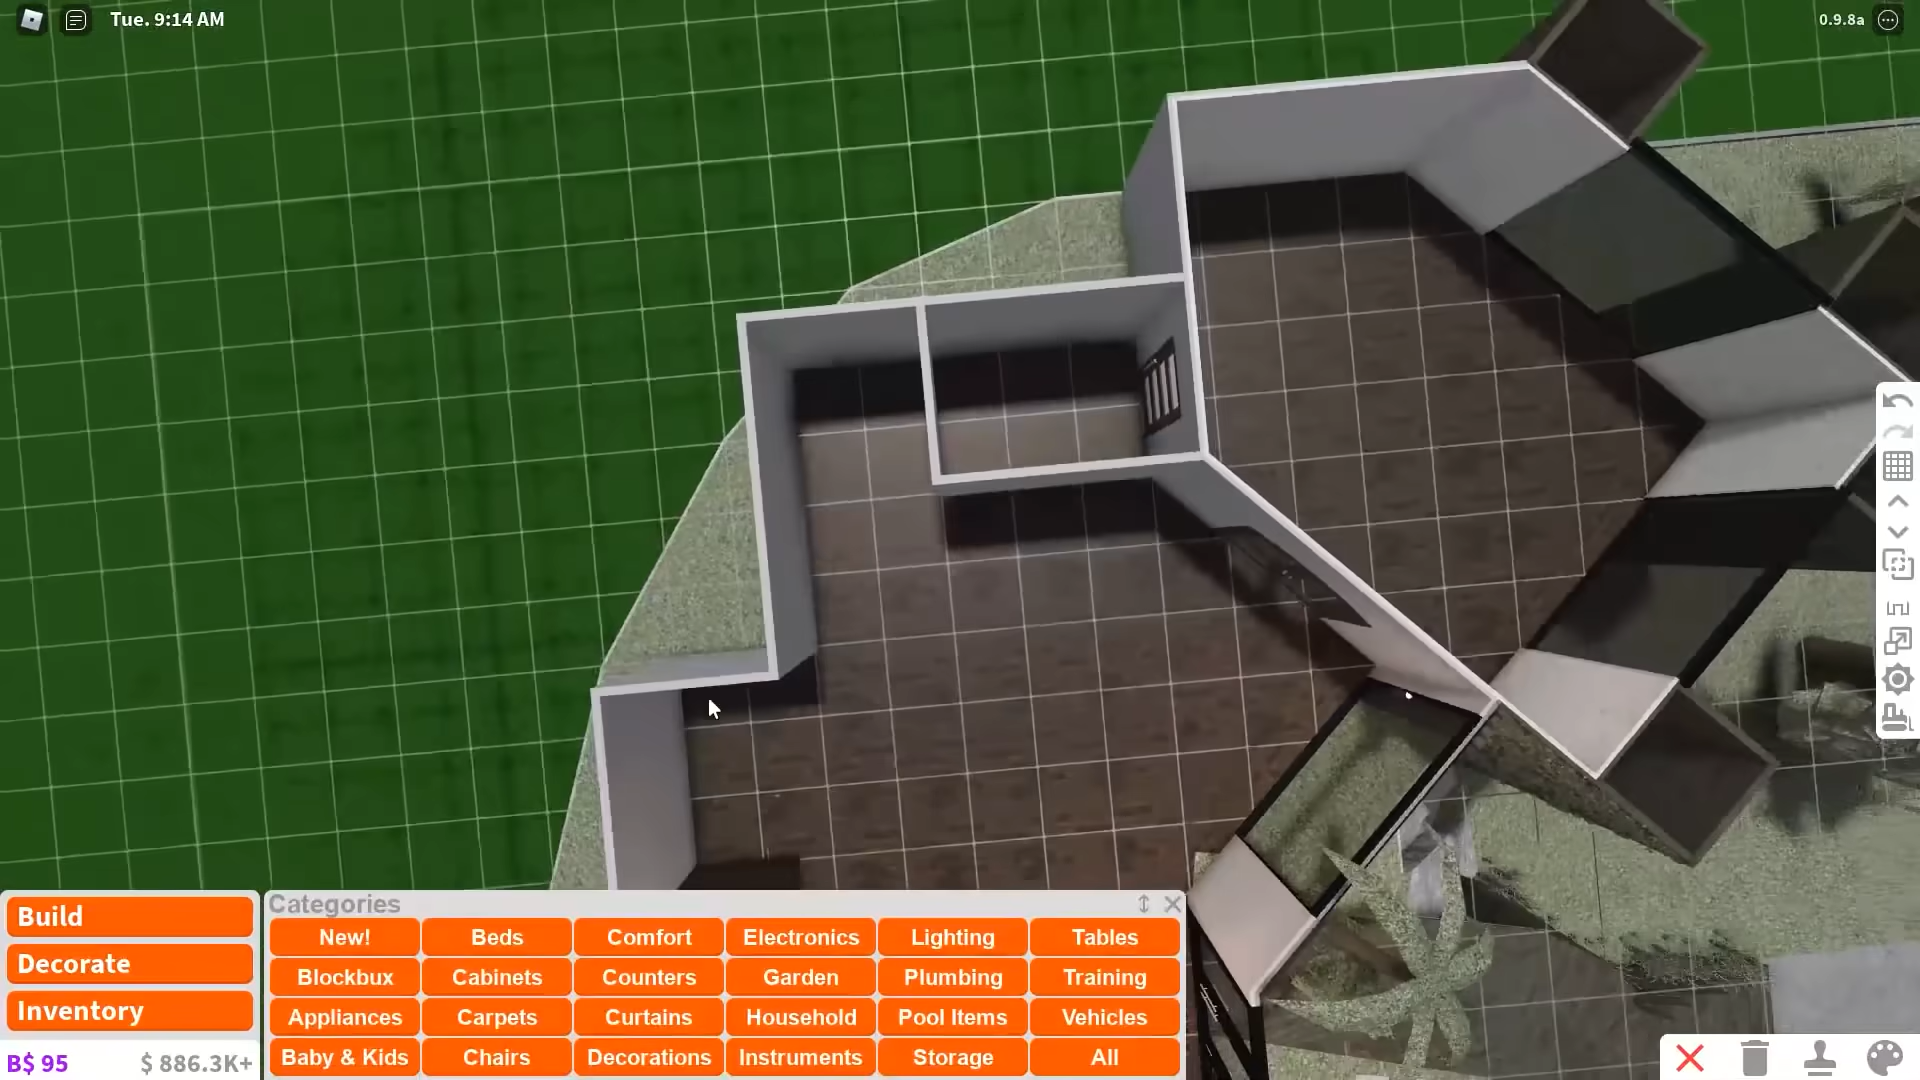 Tue. 9:14 AM
0.9.8a
Build
Decorate
Inventory
B$ 95
$ 886.3K+
Categories
New! Beds Comfort Electronics Lighting Tables
Blockbux Cabinets Counters Garden Plumbing Training
Appliances Carpets Curtains Household Pool Items Vehicles
Baby & Kids Chairs Decorations Instruments Storage All